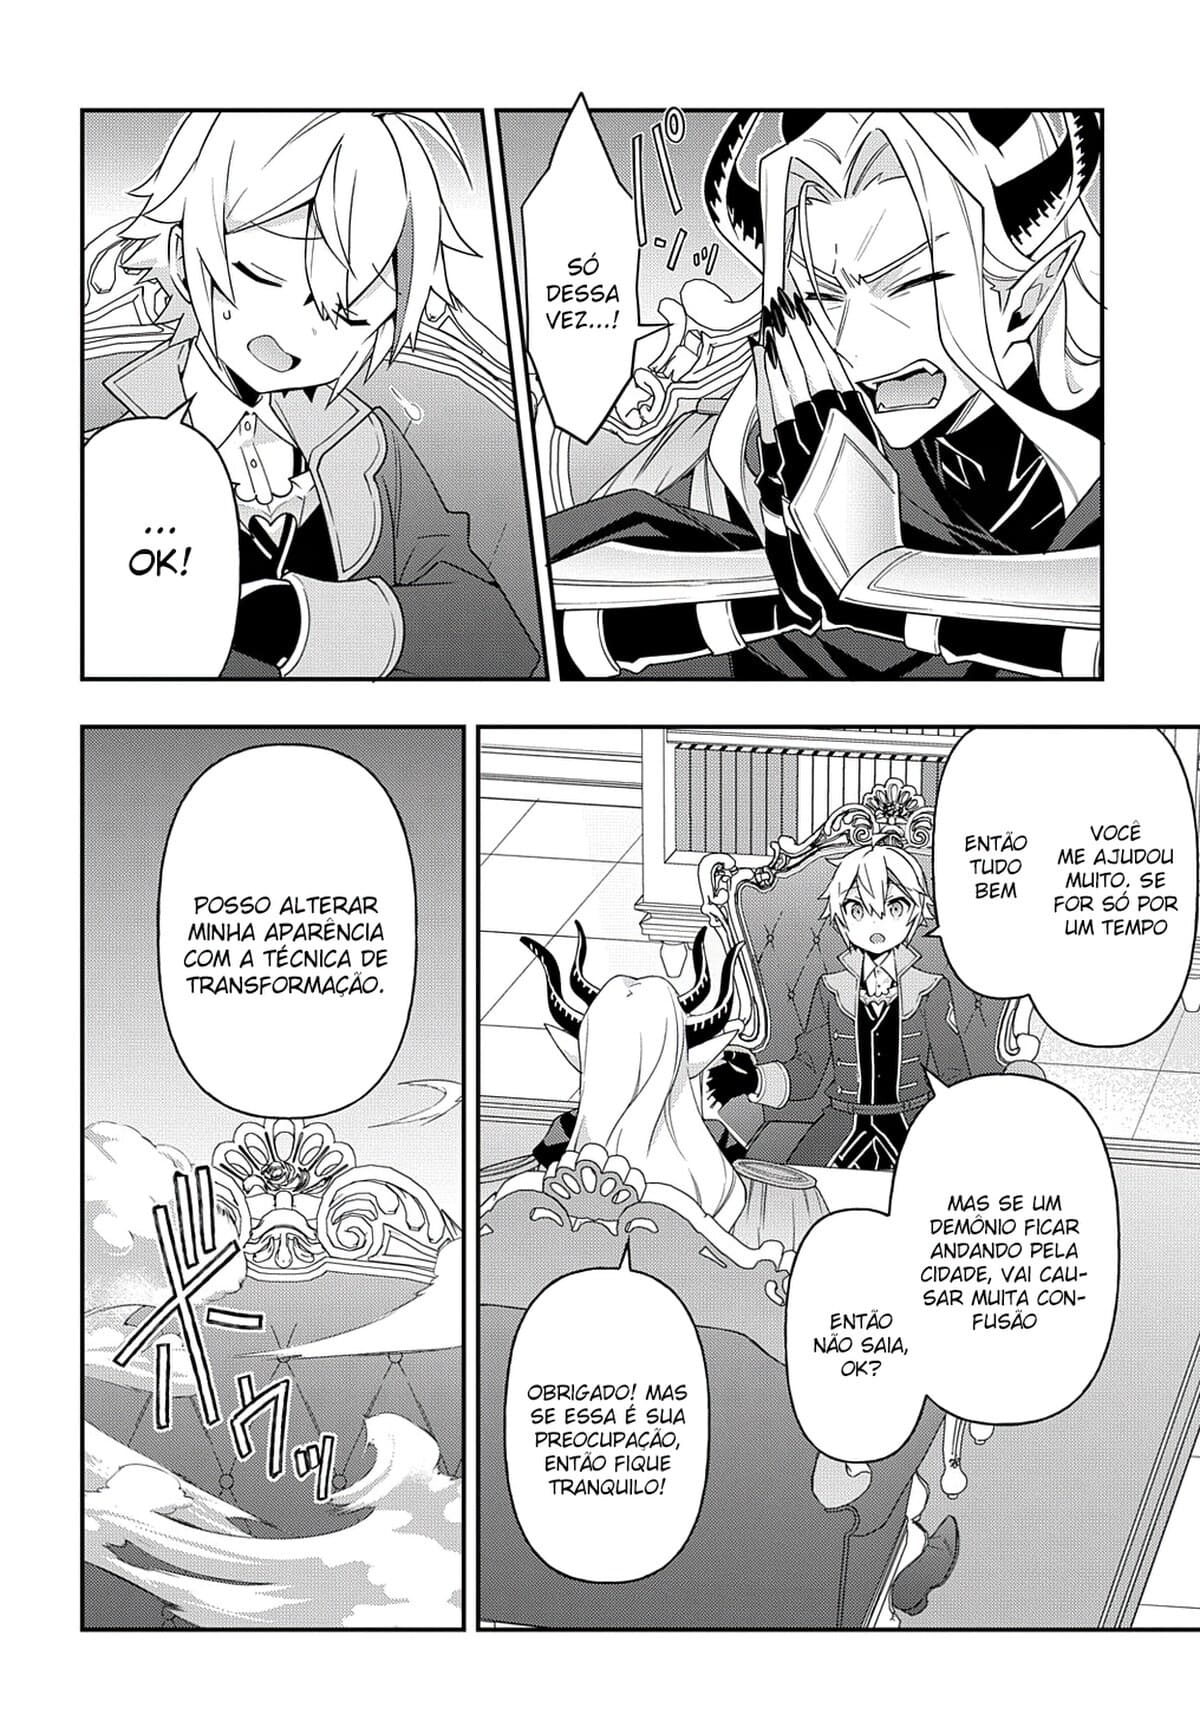 SÓ
DESSA
VEZ...!
...
OK!
VOCÊ
ME AJUDOU
MUITO. SE
FOR SÓ POR
UM TEMPO
ENTÃO
TUDO
BEM
MAS SE UM
DEMÔNIO FICAR
ANDANDO PELA
CIDADE, VAI CAU-
SAR MUITA CON-
FUSÃO
ENTÃO
NÃO SAIA,
OK?
OBRIGADO! MAS
SE ESSA É SUA
PREOCUPAÇÃO,
ENTÃO FIQUE
TRANQUILO!
POSSO ALTERAR
MINHA APARÊNCIA
COM A TÉCNICA DE
TRANSFORMAÇÃO.